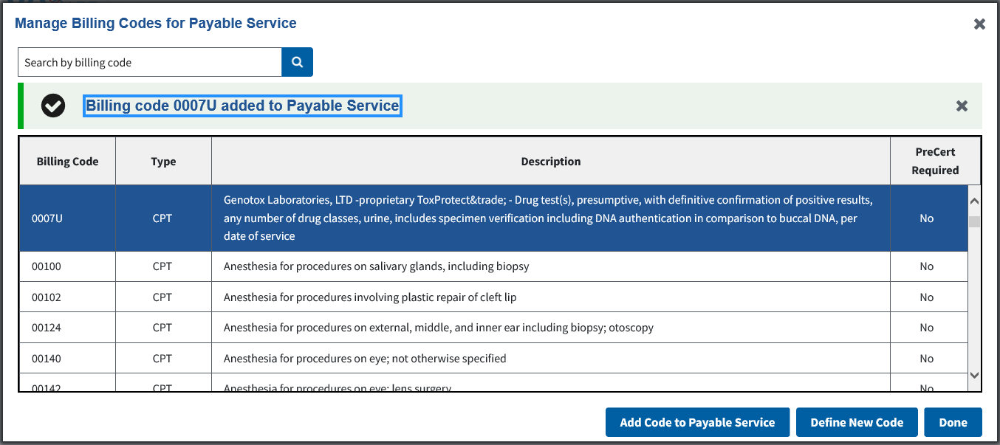 Manage Billing Codes for Payable Service
Search by billing code
Billing code 0007U added to Payable Service
Billing Code Type Description PreCert Required
0007U CPT Genotox Laboratories, LTD -proprietary ToxProtect&trade; - Drug test(s), presumptive, with definitive confirmation of positive results,
any number of drug classes, urine, includes specimen verification including DNA authentication in comparison to buccal DNA, per
date of service No
00100 CPT Anesthesia for procedures on salivary glands, including biopsy No
00102 CPT Anesthesia for procedures involving plastic repair of cleft lip No
00124 CPT Anesthesia for procedures on external, middle, and inner ear including biopsy; otoscopy No
00140 CPT Anesthesia for procedures on eye; not otherwise specified No
00142 CPT Anesthesia for procedures on eye; lens surgery No
Add Code to Payable Service Define New Code Done